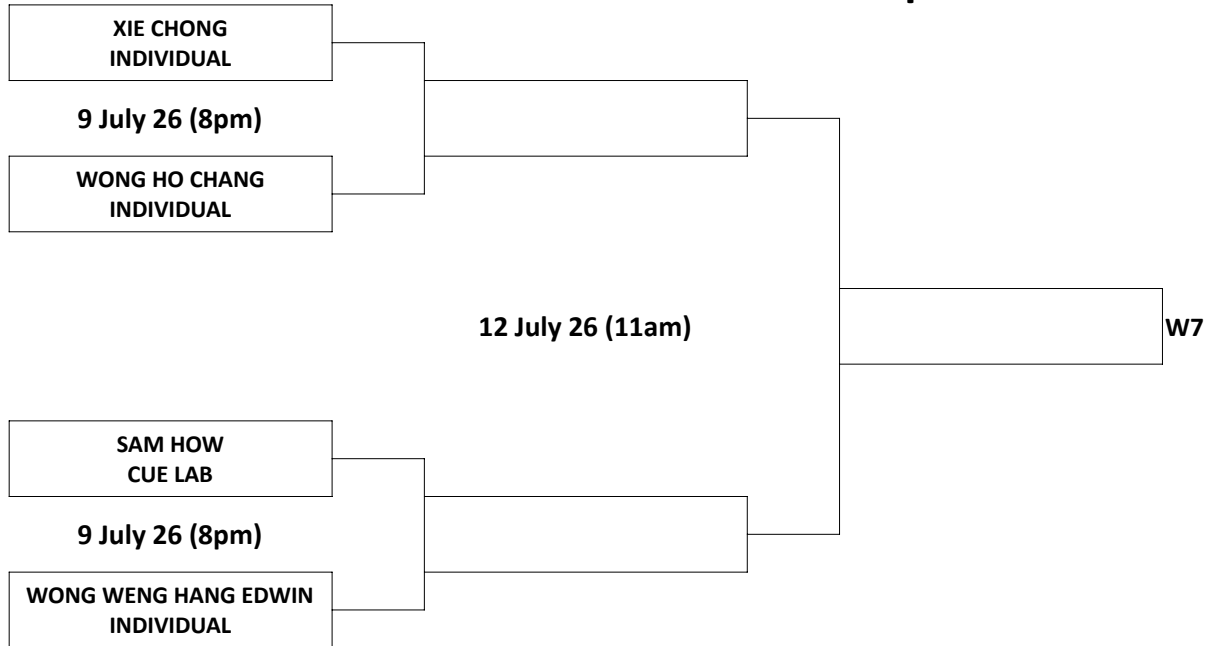 XIE CHONG
INDIVIDUAL
9 July 26 (8pm)
WONG HO CHANG
INDIVIDUAL
12 July 26 (11am)
W7
SAM HOW
CUE LAB
9 July 26 (8pm)
WONG WENG HANG EDWIN
INDIVIDUAL